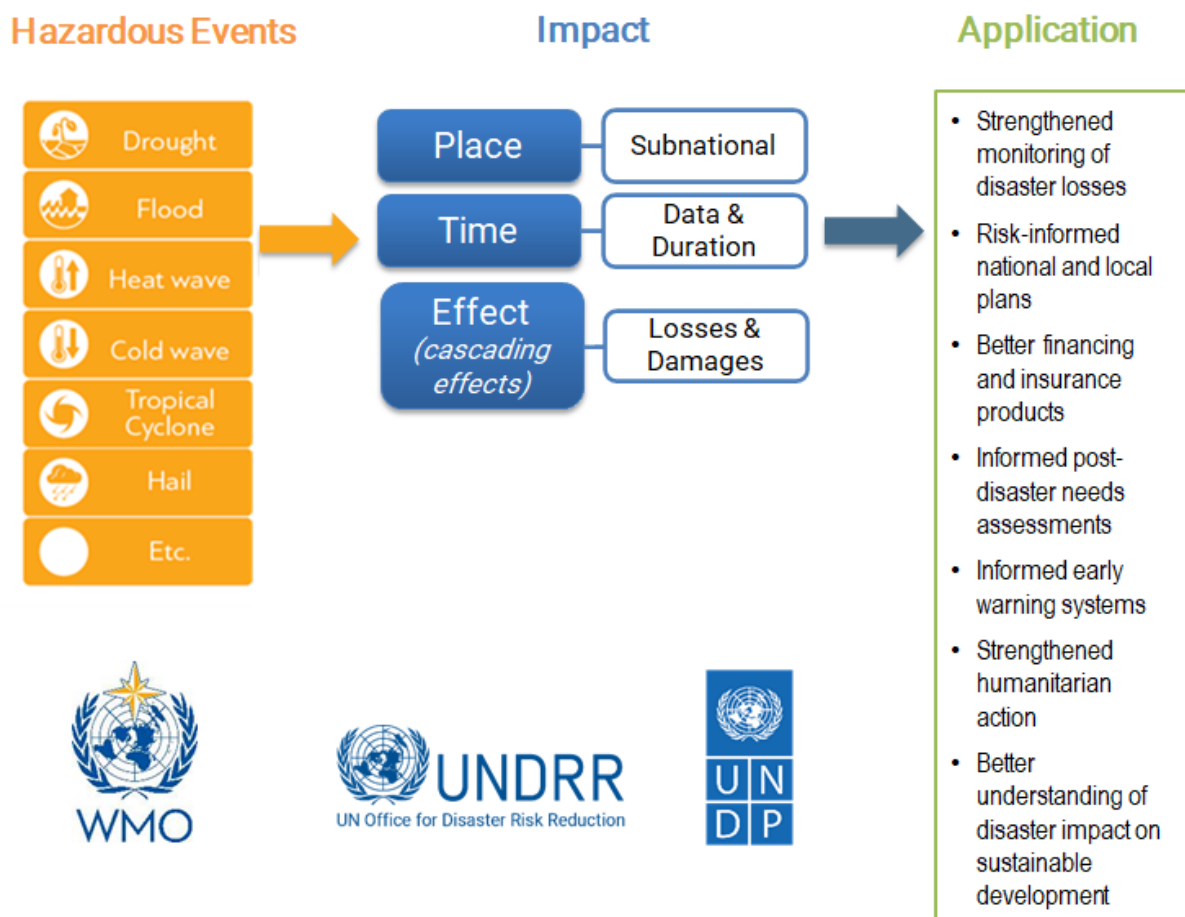 Hazardous Events
Impact
Application
Drought
Flood
Heat wave
Cold wave
Tropical
Cyclone
Hail
Etc.
Place
Subnational
Time
Data &
Duration
Effect
(cascading
effects)
Losses &
Damages
• Strengthened
monitoring of
disaster losses
• Risk-informed
national and local
plans
• Better financing
and insurance
products
• Informed post-
disaster needs
assessments
• Informed early
warning systems
• Strengthened
humanitarian
action
• Better
understanding of
disaster impact on
sustainable
development
WMO
UNDRR
UN Office for Disaster Risk Reduction
U N
D P